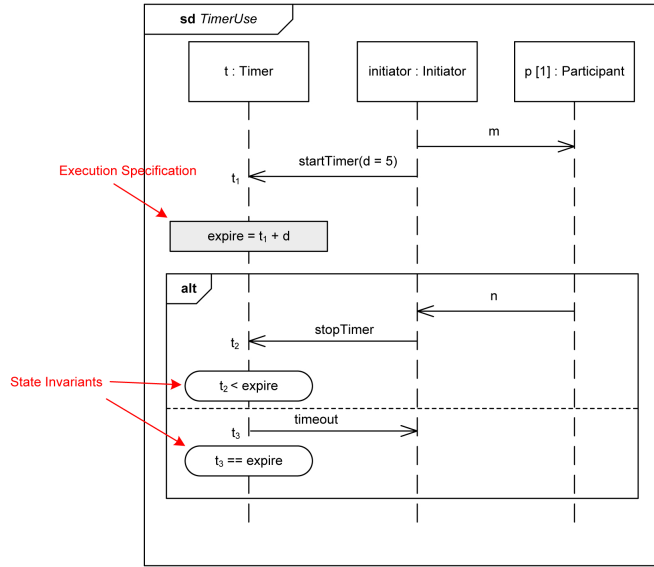 sd TimerUse
t : Timer
initiator : Initiator
p [1] : Participant
m
startTimer(d = 5)
t₁
Execution Specification
expire = t₁ + d
alt
n
stopTimer
t₂
State Invariants
t₂ < expire
timeout
t₃
t₃ == expire